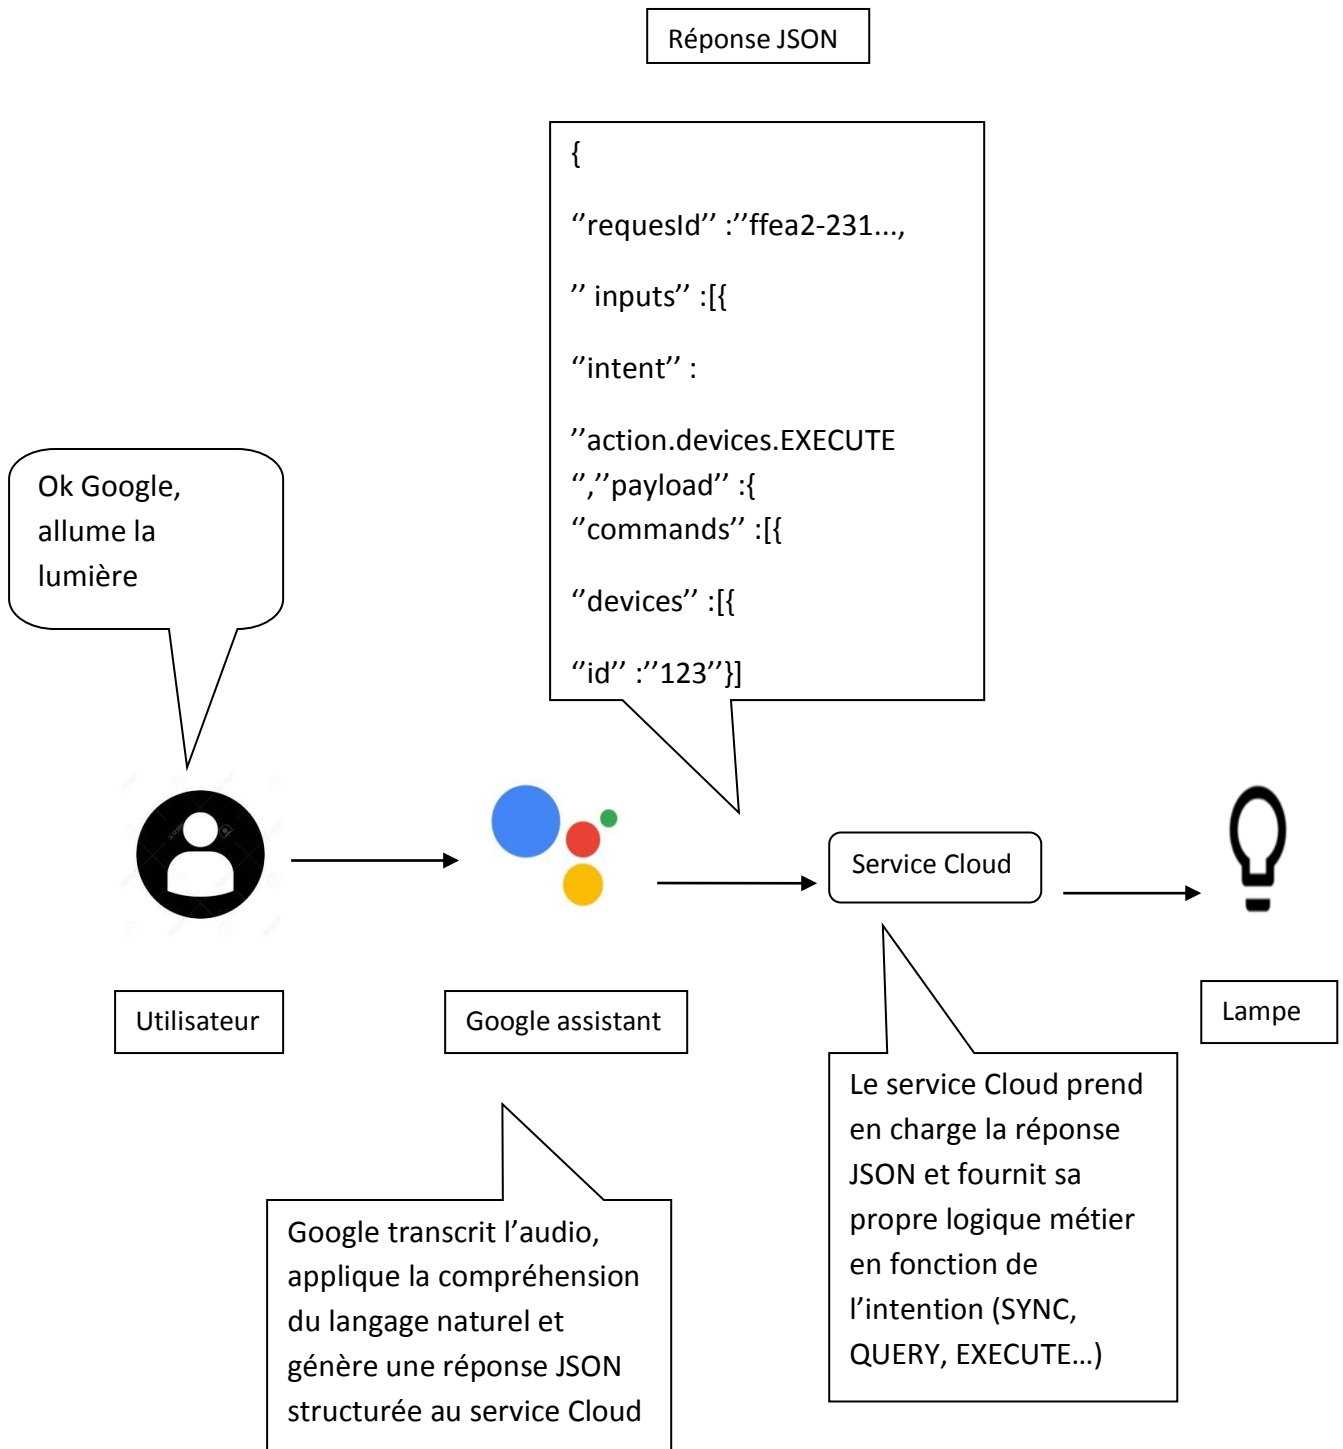 Réponse JSON
{
‘’requesId’’ :’’ffea2-231...,
’’ inputs’’ :[{
‘’intent’’ :
’’action.devices.EXECUTE
‘’,’’payload’’ :{
‘’commands’’ :[{
‘’devices’’ :[{
‘’id’’ :’’123’’}]
Ok Google,
allume la
lumière
Service Cloud
Utilisateur
Google assistant
Lampe
Google transcrit l’audio,
applique la compréhension
du langage naturel et
génère une réponse JSON
structurée au service Cloud
Le service Cloud prend
en charge la réponse
JSON et fournit sa
propre logique métier
en fonction de
l’intention (SYNC,
QUERY, EXECUTE…)